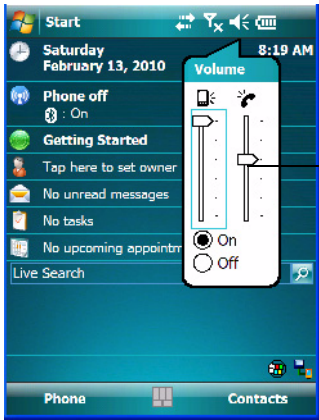 Start
Saturday 8:19 AM
February 13, 2010
Volume
Phone off
: On
Getting Started
Tap here to set owner
No unread messages
No tasks
No upcoming appointm
On
Off
Live Search
Phone Contacts